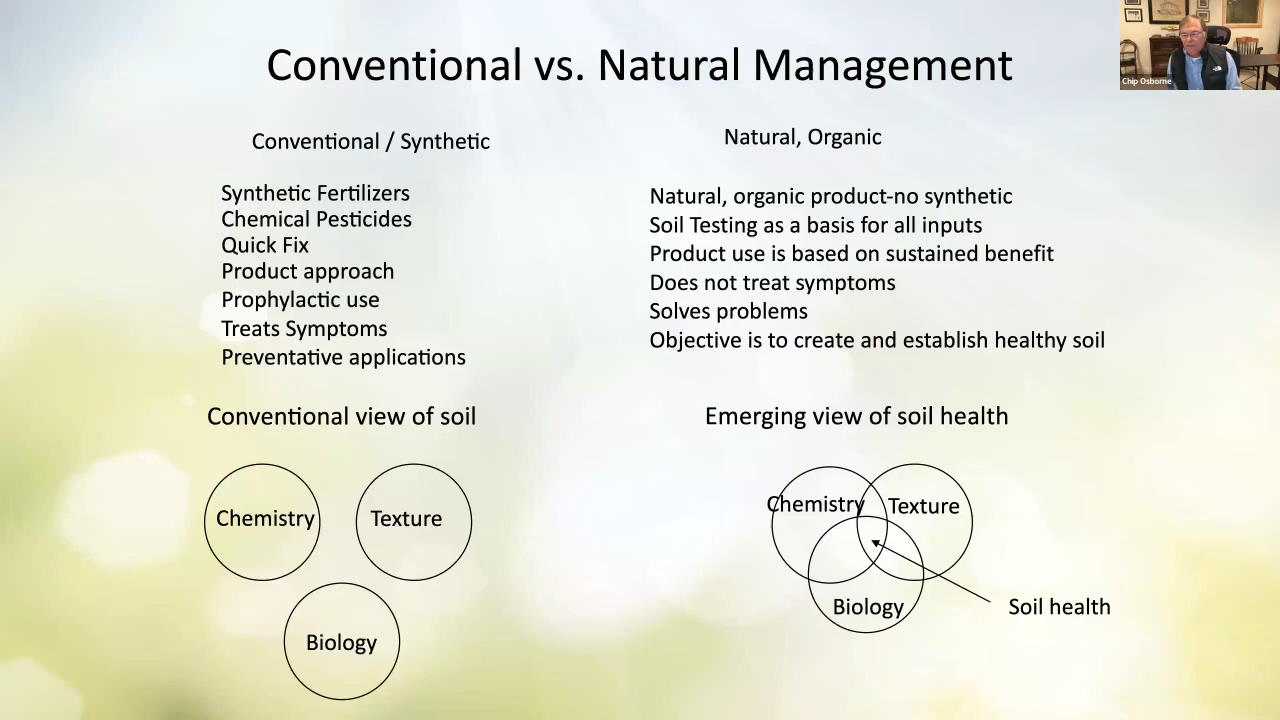 Conventional vs. Natural Management
Chip Osborne
Conventional / Synthetic
Synthetic Fertilizers
Chemical Pesticides
Quick Fix
Product approach
Prophylactic use
Treats Symptoms
Preventative applications
Natural, Organic
Natural, organic product-no synthetic
Soil Testing as a basis for all inputs
Product use is based on sustained benefit
Does not treat symptoms
Solves problems
Objective is to create and establish healthy soil
Conventional view of soil
Chemistry
Texture
Biology
Emerging view of soil health
Chemistry
Texture
Biology
Soil health